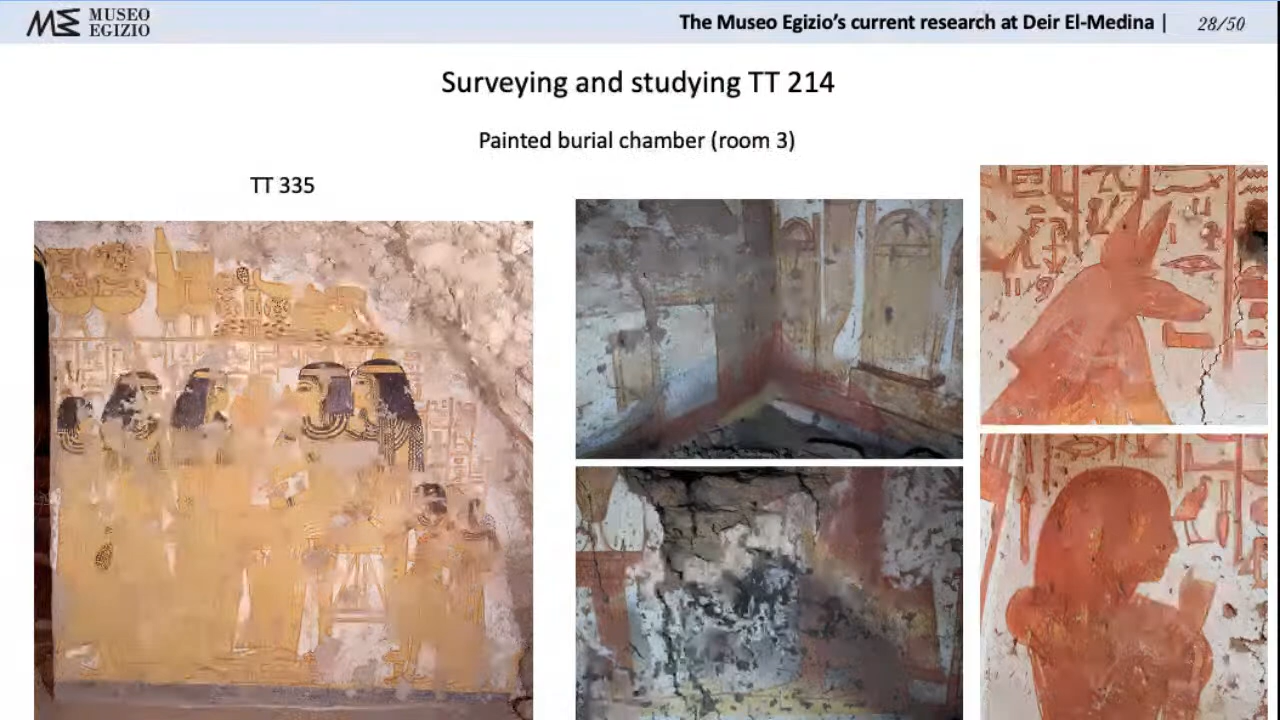 MUSEO
EGIZIO
The Museo Egizio’s current research at Deir El-Medina |
28/50
Surveying and studying TT 214
Painted burial chamber (room 3)
TT 335